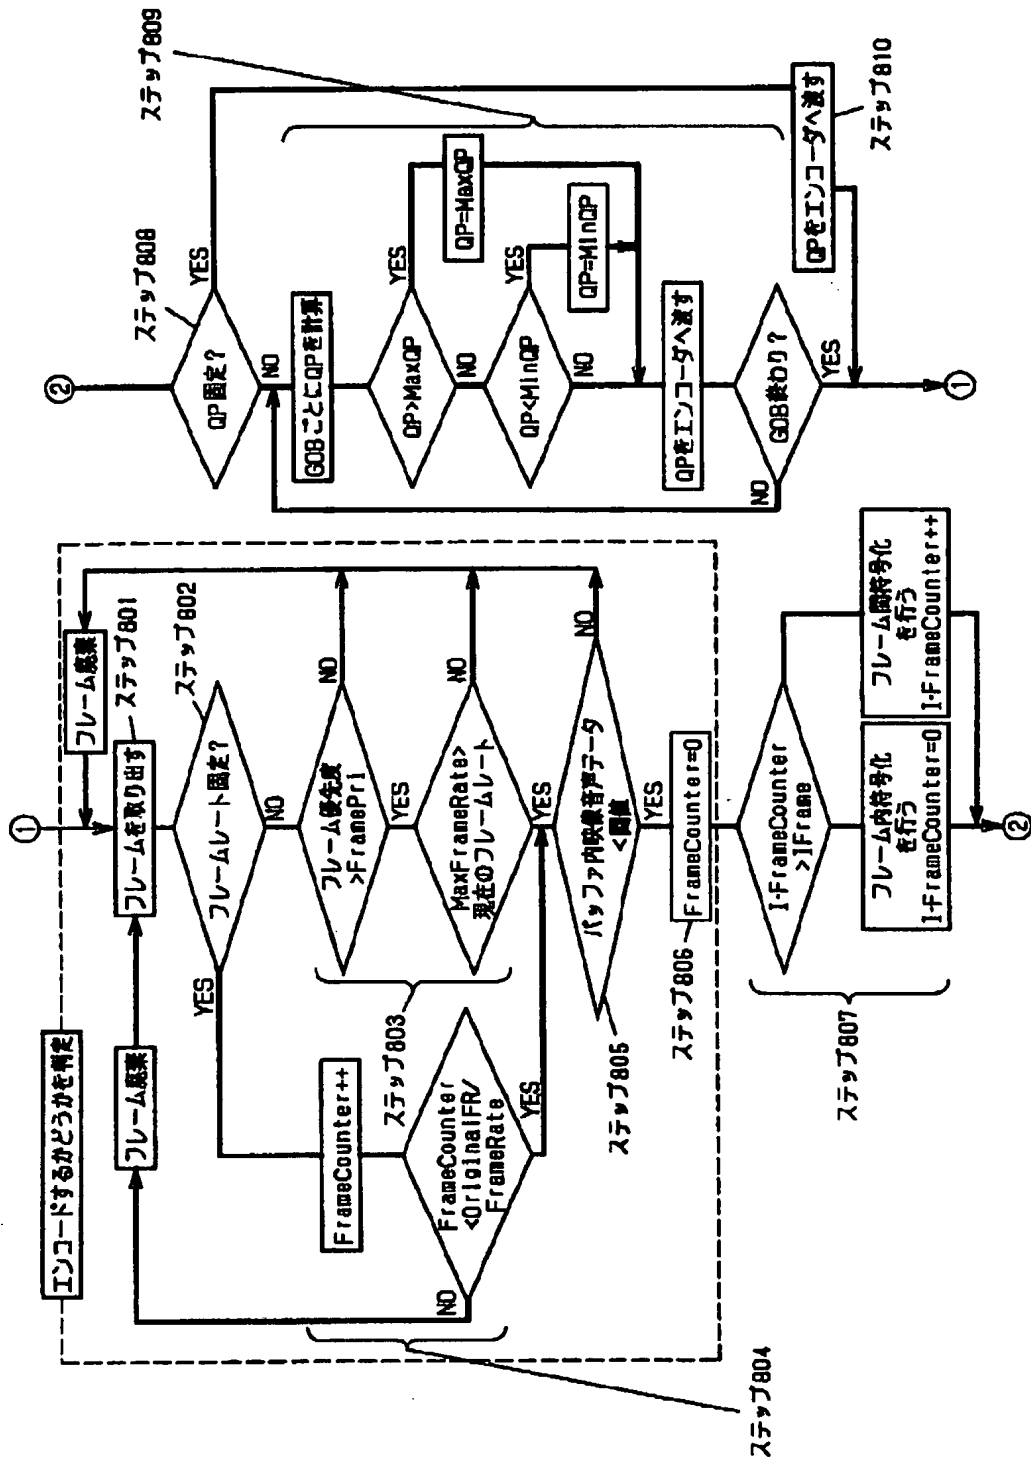 エンコードするかどうかを判定
①
フレーム廃棄
フレーム廃棄
フレームを取り出す
ステップ801
フレームレート固定?
ステップ802
YES
NO
FrameCounter++
フレーム優先度
>FramePri
NO
YES
ステップ803
MaxFrameRate>
現在のフレームレート
NO
YES
FrameCounter
<OriginalFR/
FrameRate
NO
YES
ステップ804
バッファ内映像音声データ
<閾値
NO
YES
ステップ805
FrameCounter=0
ステップ806
I-FrameCounter
>IFrame
ステップ807
フレーム内符号化
を行う
I-FrameCounter=0
フレーム間符号化
を行う
I-FrameCounter++
②
②
QP固定?
ステップ808
YES
NO
GOBごとにQPを計算
ステップ809
QP>MaxQP
YES
NO
QP=MaxQP
QP<MinQP
YES
NO
QP=MinQP
QPをエンコーダへ渡す
GOB終わり?
NO
YES
QPをエンコーダへ渡す
ステップ810
①